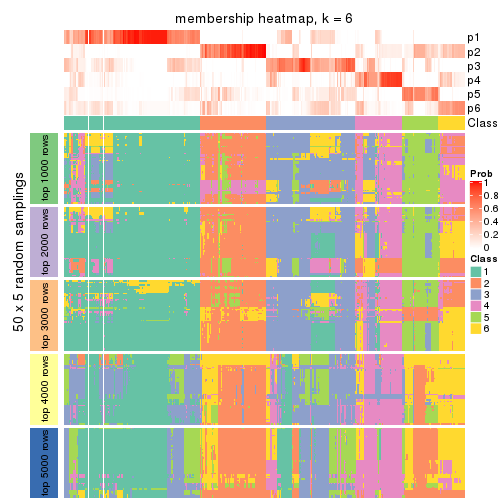 membership heatmap, k = 6
p1
p2
p3
p4
p5
p6
Class
50 x 5 random samplings
top 1000 rows
top 2000 rows
top 3000 rows
top 4000 rows
top 5000 rows
Prob
1
0.8
0.6
0.4
0.2
0
Class
1
2
3
4
5
6